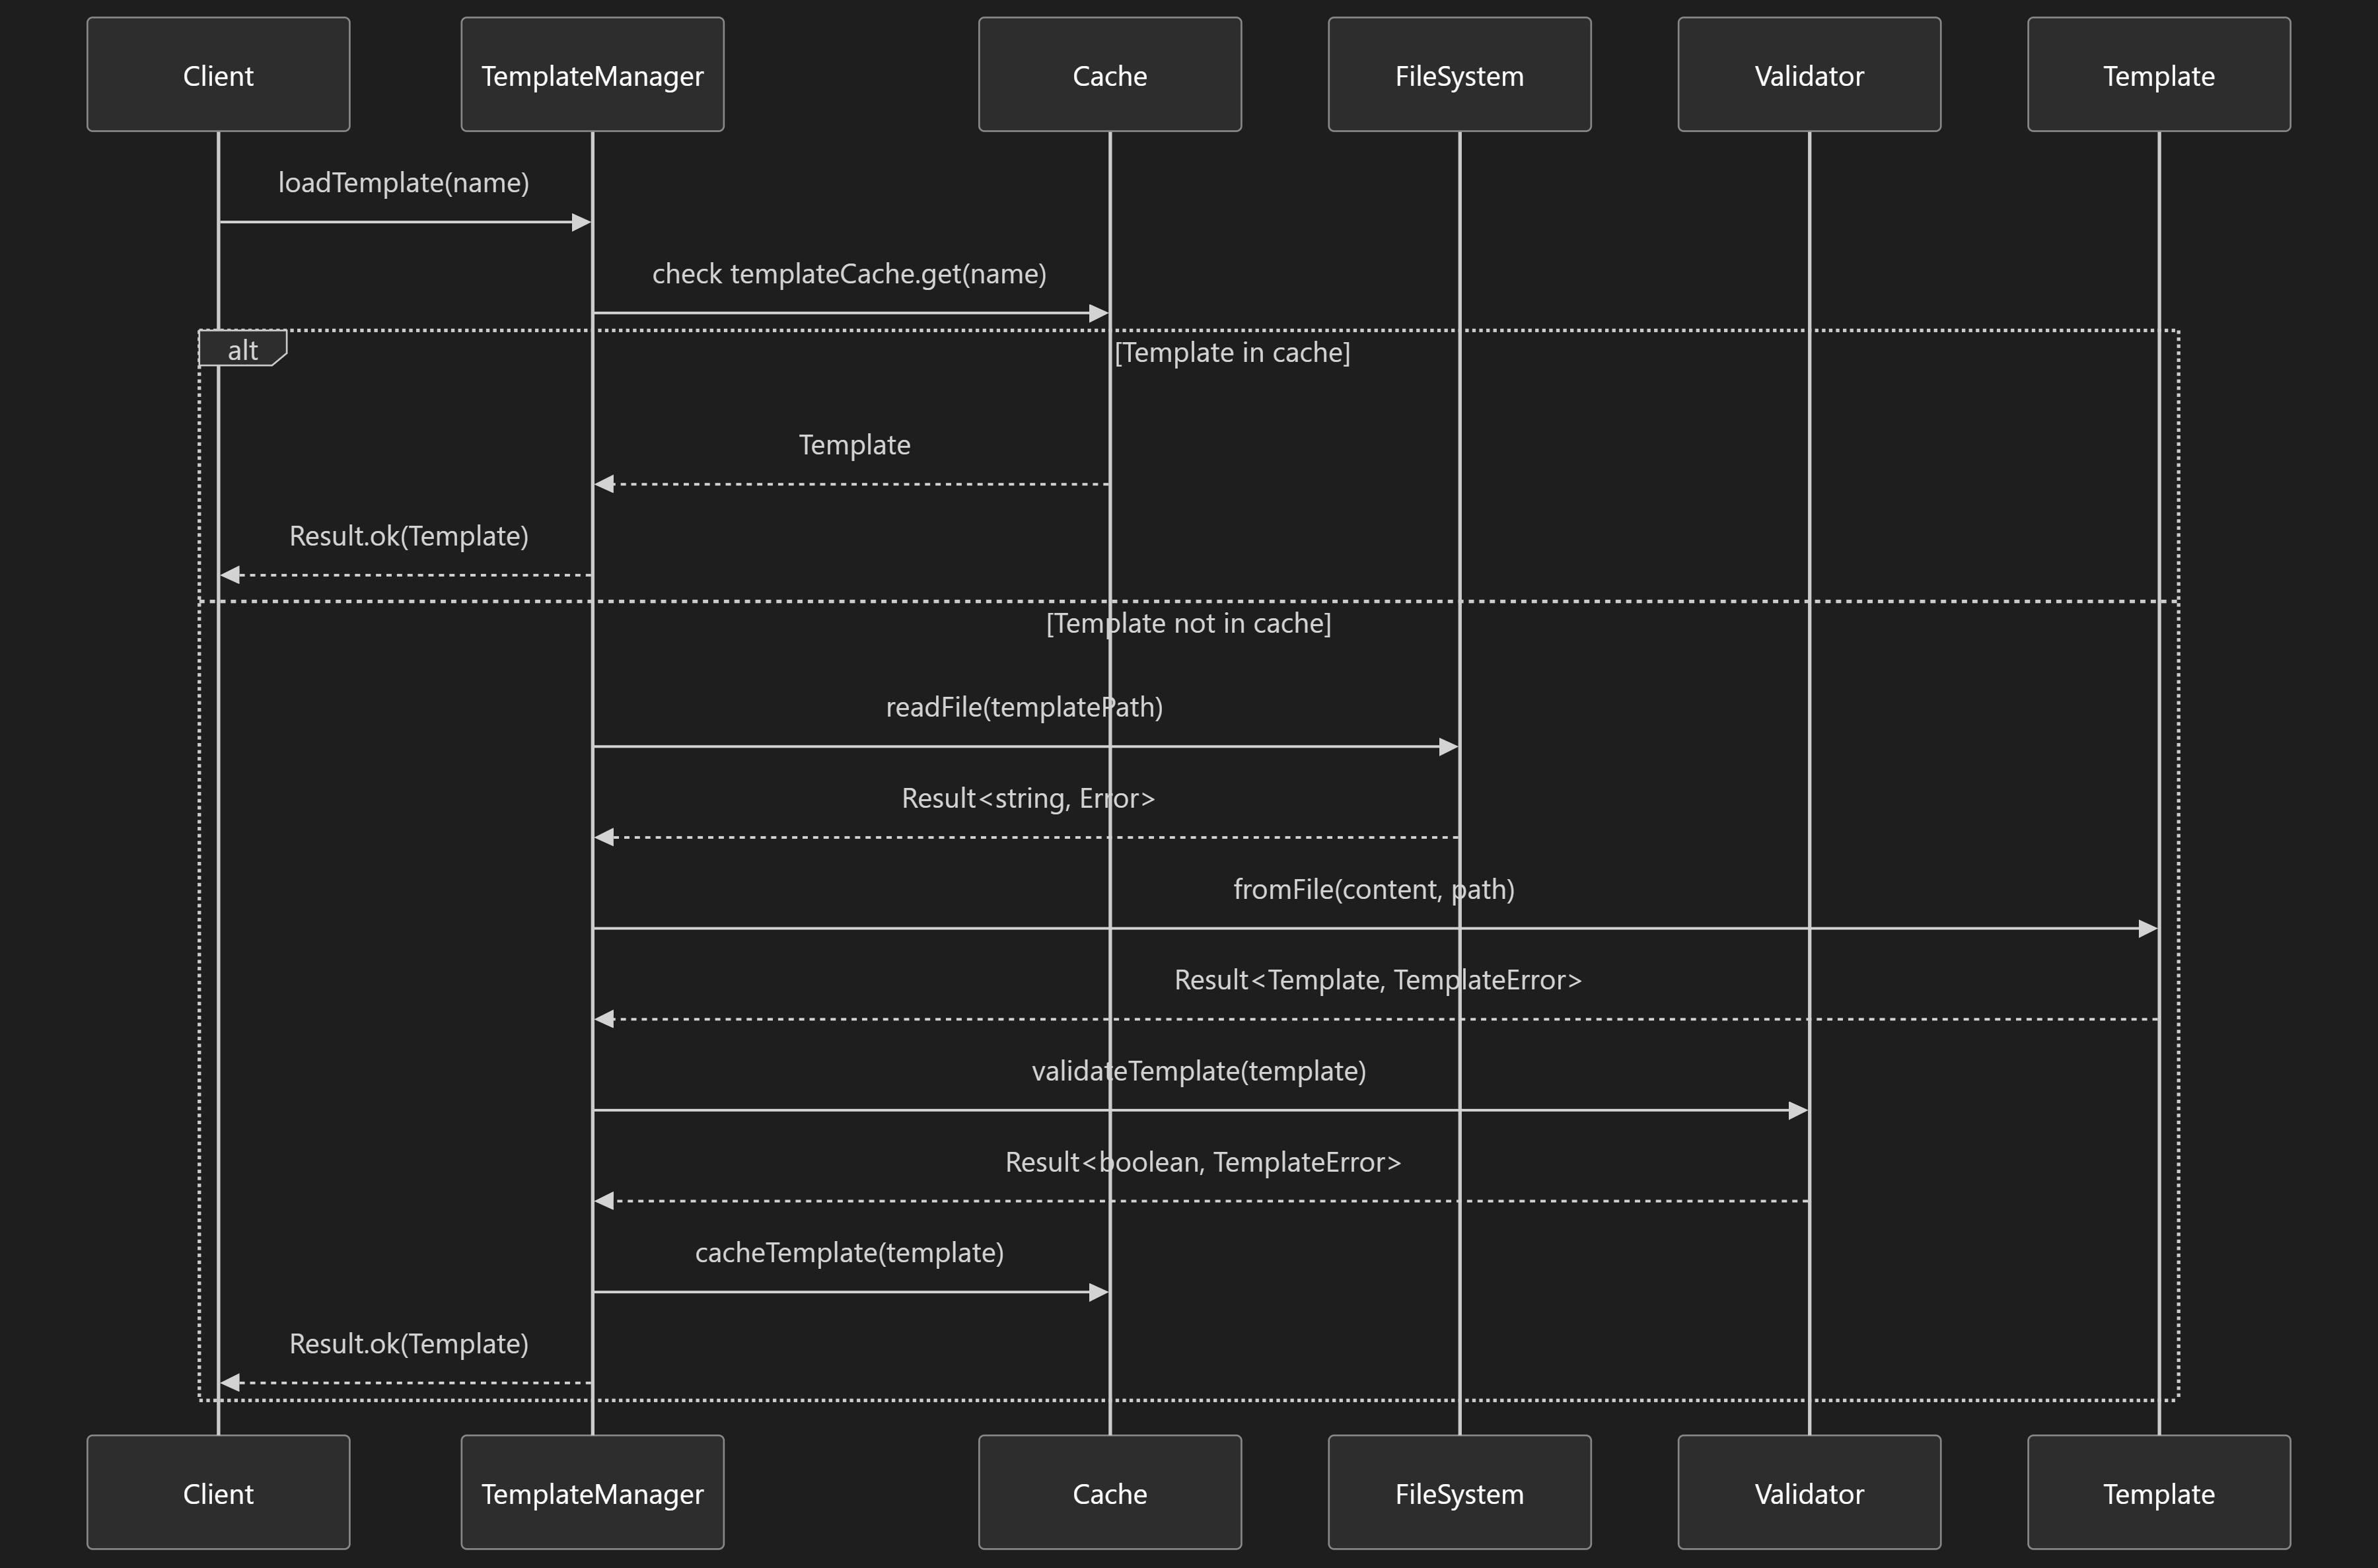 Client
TemplateManager
Cache
FileSystem
Validator
Template
loadTemplate(name)
check templateCache.get(name)
alt
[Template in cache]
Template
Result.ok(Template)
[Template not in cache]
readFile(templatePath)
Result<string, Error>
fromFile(content, path)
Result<Template, TemplateError>
validateTemplate(template)
Result<boolean, TemplateError>
cacheTemplate(template)
Result.ok(Template)
Client
TemplateManager
Cache
FileSystem
Validator
Template